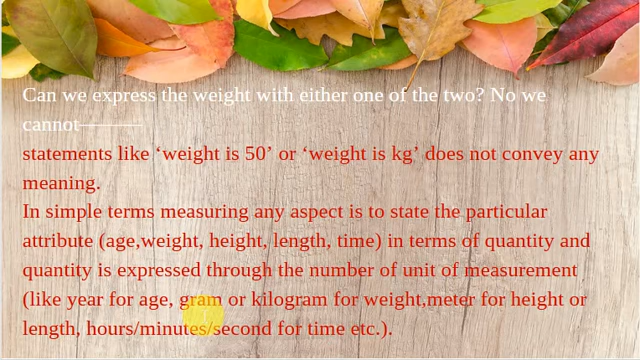 Can we express the weight with either one of the two? No we
cannot———
statements like ‘weight is 50’ or ‘weight is kg’ does not convey any
meaning.
In simple terms measuring any aspect is to state the particular
attribute (age,weight, height, length, time) in terms of quantity and
quantity is expressed through the number of unit of measurement
(like year for age, gram or kilogram for weight,meter for height or
length, hours/minutes/second for time etc.).